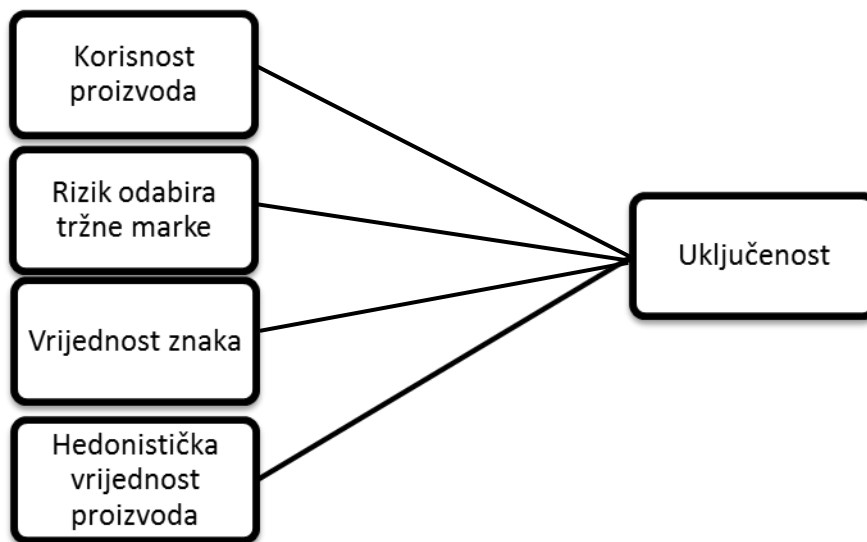 Korisnost
proizvoda
Rizik odabira
tržne marke
Vrijednost znaka
Hedonistička
vrijednost
proizvoda
Uključenost